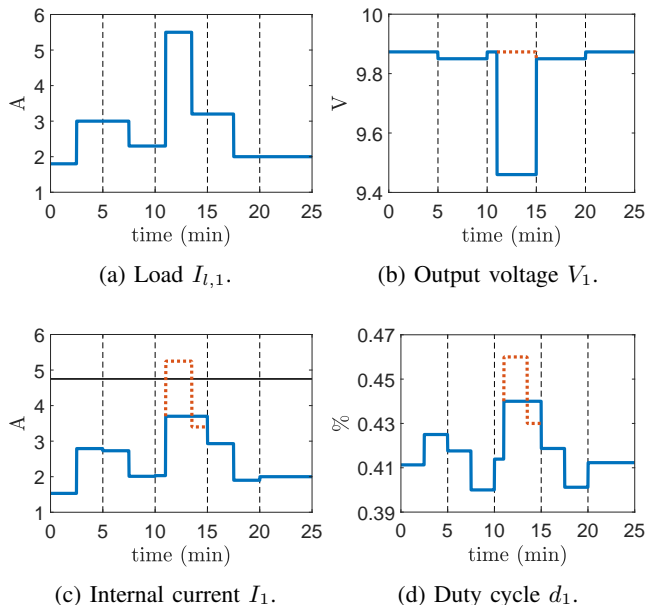 6
5
4
3
2
1
A
0 5 10 15 20 25
time (min)
(a) Load $I_{l,1}$.
10
9.8
9.6
9.4
V
0 5 10 15 20 25
time (min)
(b) Output voltage $V_1$.
6
5
4
3
2
1
A
0 5 10 15 20 25
time (min)
(c) Internal current $I_1$.
0.47
0.45
0.43
0.41
0.39
%
0 5 10 15 20 25
time (min)
(d) Duty cycle $d_1$.